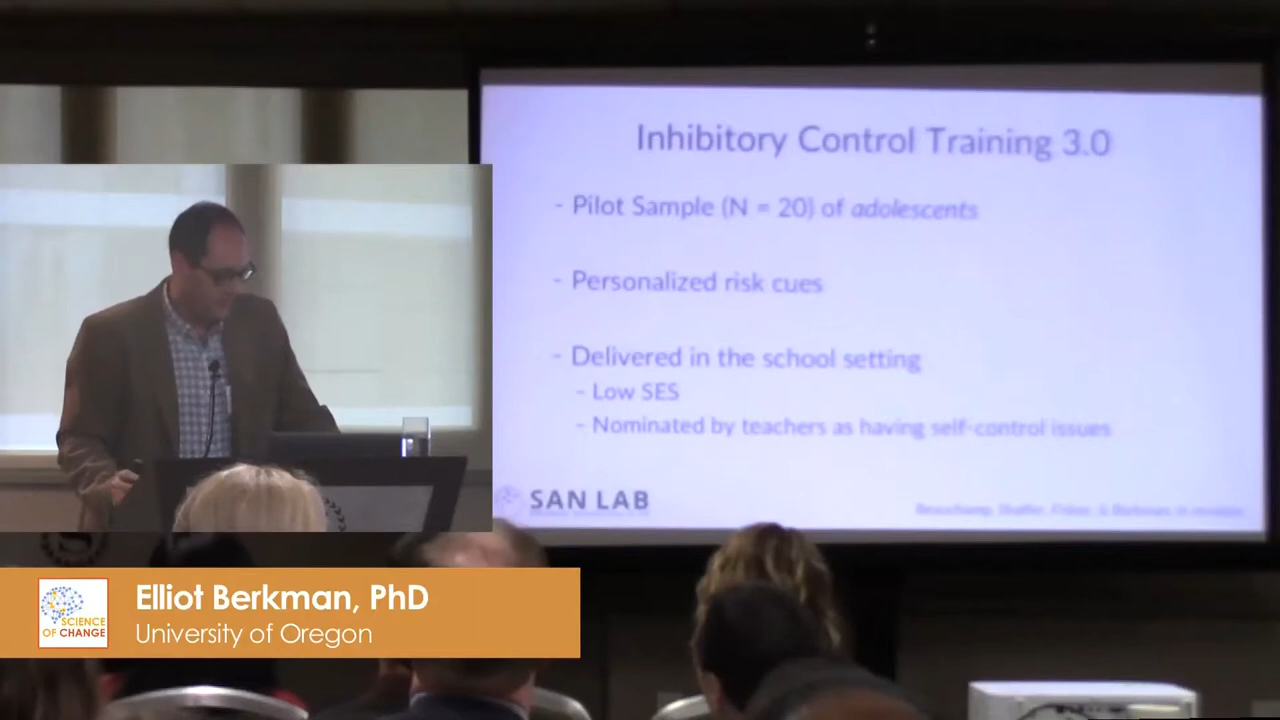 Inhibitory Control Training 3.0
- Pilot Sample (N = 20) of adolescents
- Personalized risk cues
- Delivered in the school setting
- Low SES
- Nominated by teachers as having self-control issues
SAN LAB
Elliot Berkman, PhD
University of Oregon
SCIENCE
OF CHANGE